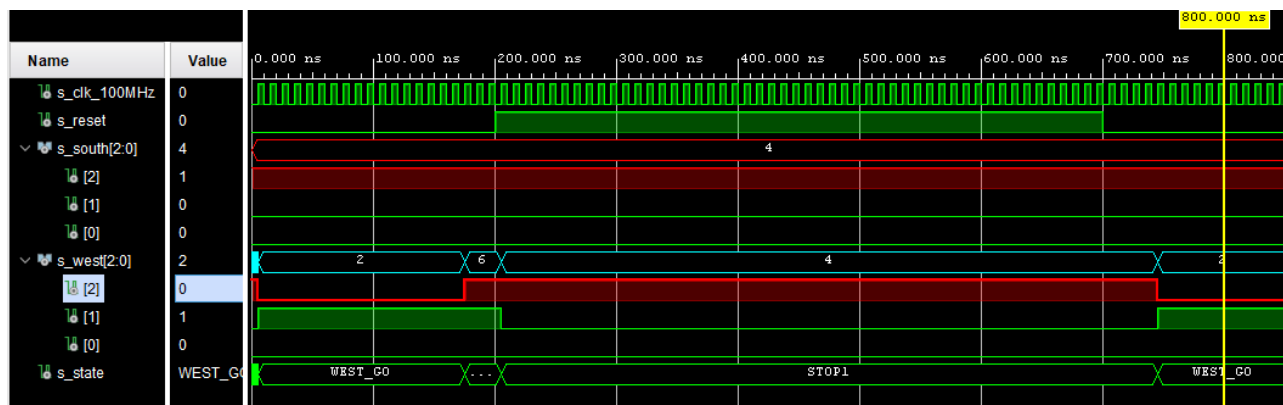 800.000 ns
Name Value 0.000 ns 100.000 ns 200.000 ns 300.000 ns 400.000 ns 500.000 ns 600.000 ns 700.000 ns 800.000
s_clk_100MHz 0
s_reset 0
s_south[2:0] 4 4
[2] 1
[1] 0
[0] 0
s_west[2:0] 2 2 6 4 2
[2] 0
[1] 1
[0] 0
s_state WEST_GO WEST_GO ... STOP1 WEST_GO